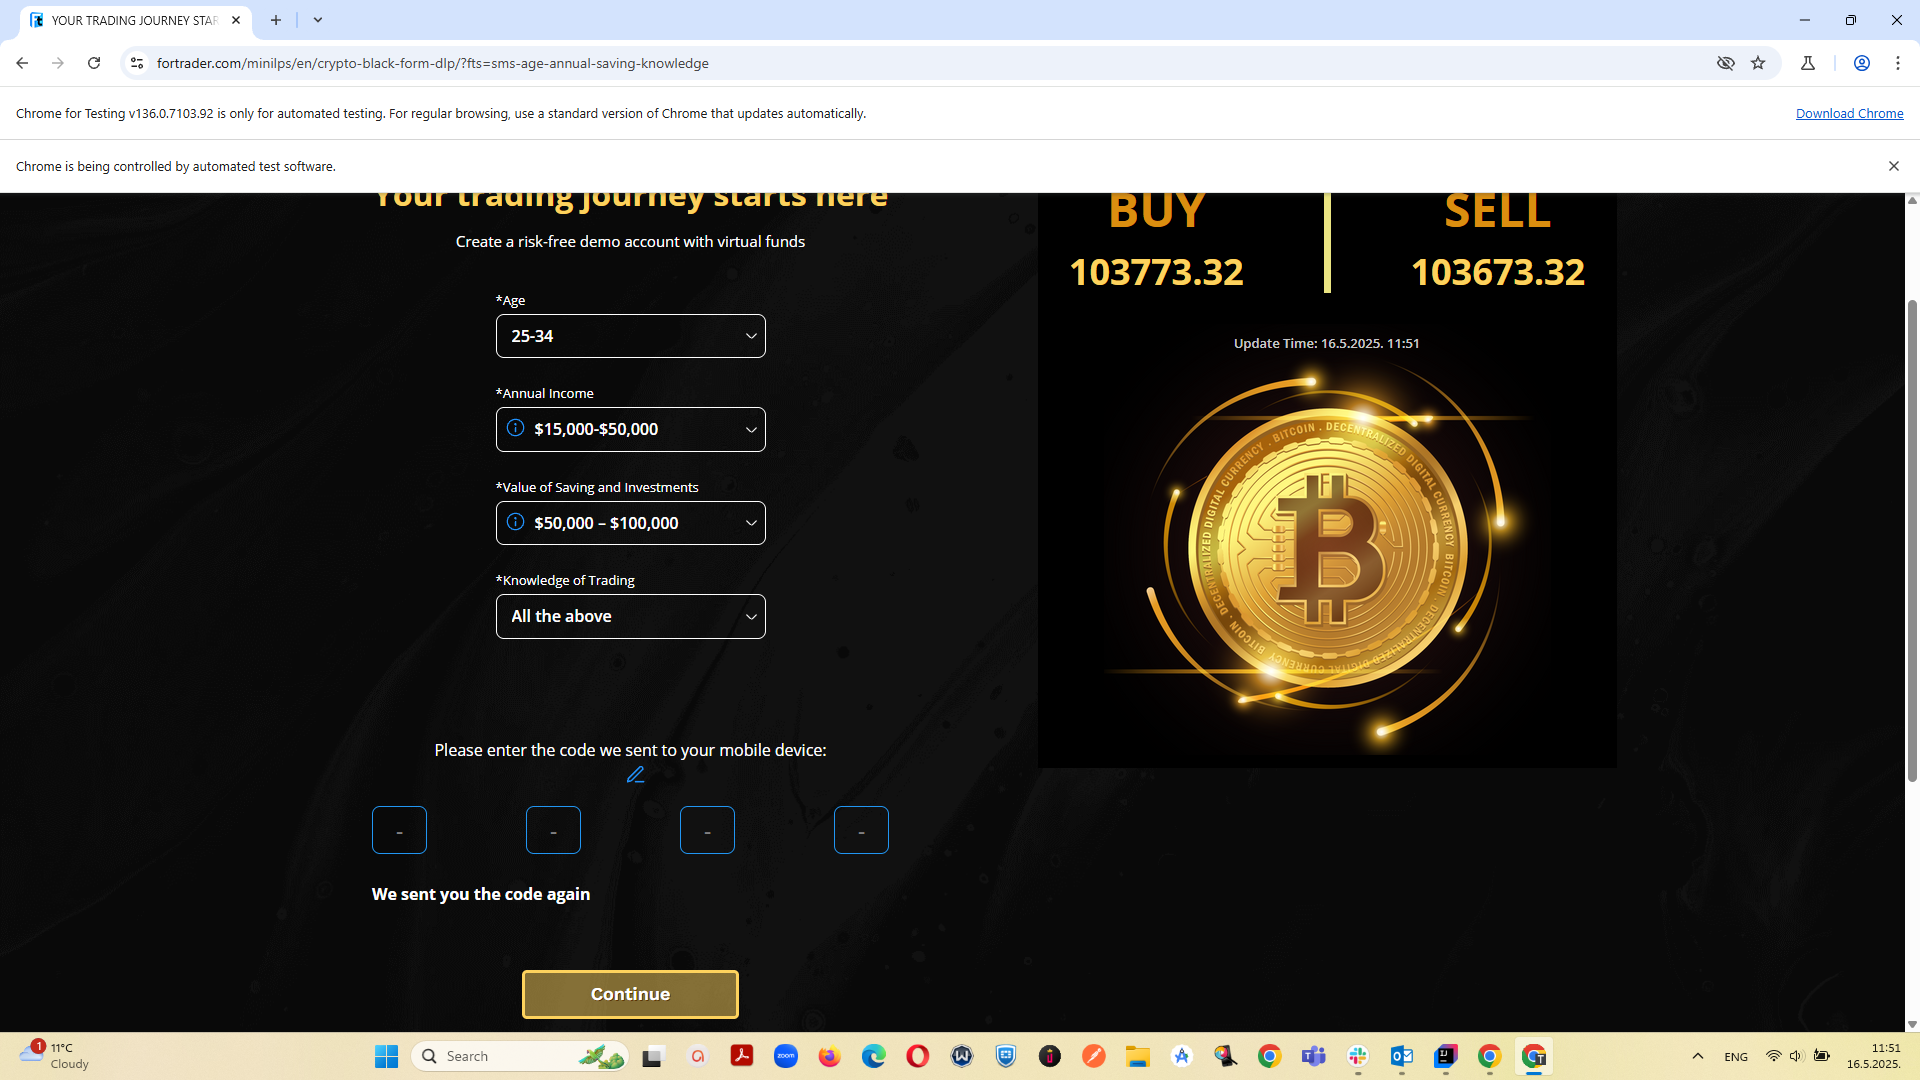 YOUR TRADING JOURNEY STAR
fortrader.com/minilps/en/crypto-black-form-dlp/?fts=sms-age-annual-saving-knowledge
Chrome for Testing v136.0.7103.92 is only for automated testing. For regular browsing, use a standard version of Chrome that updates automatically.
Download Chrome
Chrome is being controlled by automated test software.
Your trading journey starts here
Create a risk-free demo account with virtual funds
*Age
25-34
*Annual Income
$15,000-$50,000
*Value of Saving and Investments
$50,000 – $100,000
*Knowledge of Trading
All the above
Please enter the code we sent to your mobile device:
- - - -
We sent you the code again
Continue
BUY
103773.32
SELL
103673.32
Update Time: 16.5.2025. 11:51
BITCOIN . DECENTRALIZED DIGITAL CURRENCY
BITCOIN . DECENTRALIZED DIGITAL CURRENCY
BITCOIN . DECENTRALIZED DIGITAL CURRENCY .
1
11°C
Cloudy
Search
zoom
ENG
11:51
16.5.2025.